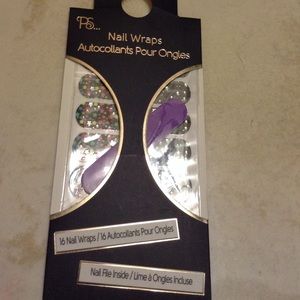 PS...
Nail Wraps
Autocollants Pour Ongles
16 Nail Wraps / 16 Autocollants Pour Ongles
Nail File Inside / Lime à Ongles Incluse